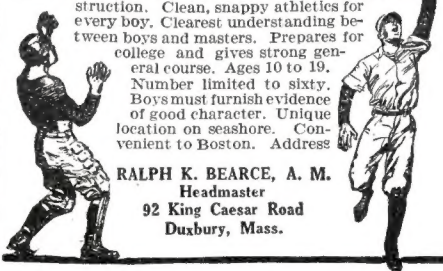 struction. Clean, snappy athletics for
every boy. Clearest understanding be-
tween boys and masters. Prepares for
college and gives strong gen-
eral course. Ages 10 to 19.
Number limited to sixty.
Boys must furnish evidence
of good character. Unique
location on seashore. Con-
venient to Boston. Address
RALPH K. BEARCE, A. M.
Headmaster
92 King Caesar Road
Duxbury, Mass.